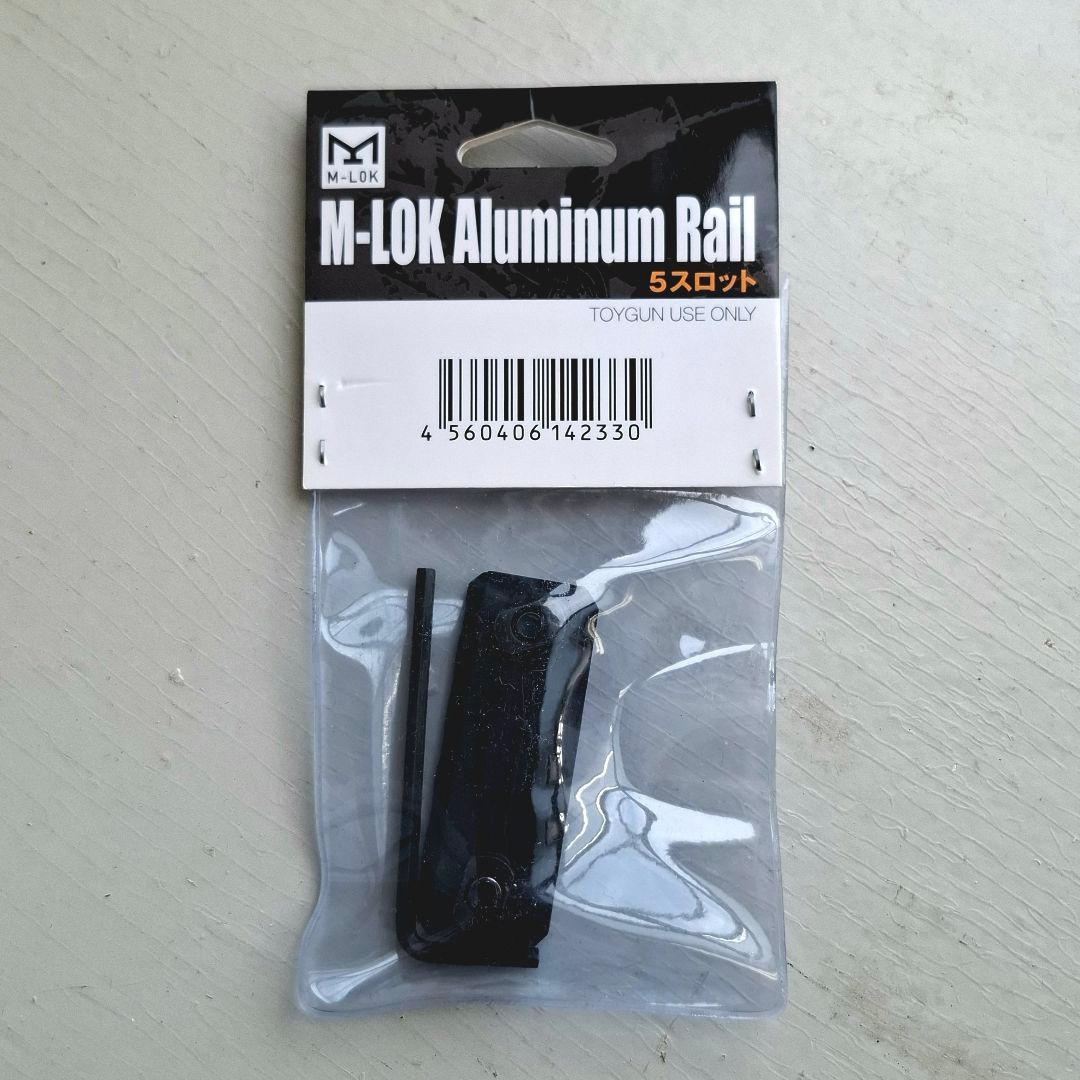 M-LOK
M-LOK Aluminum Rail
5スロット
TOYGUN USE ONLY
4 560406 142330